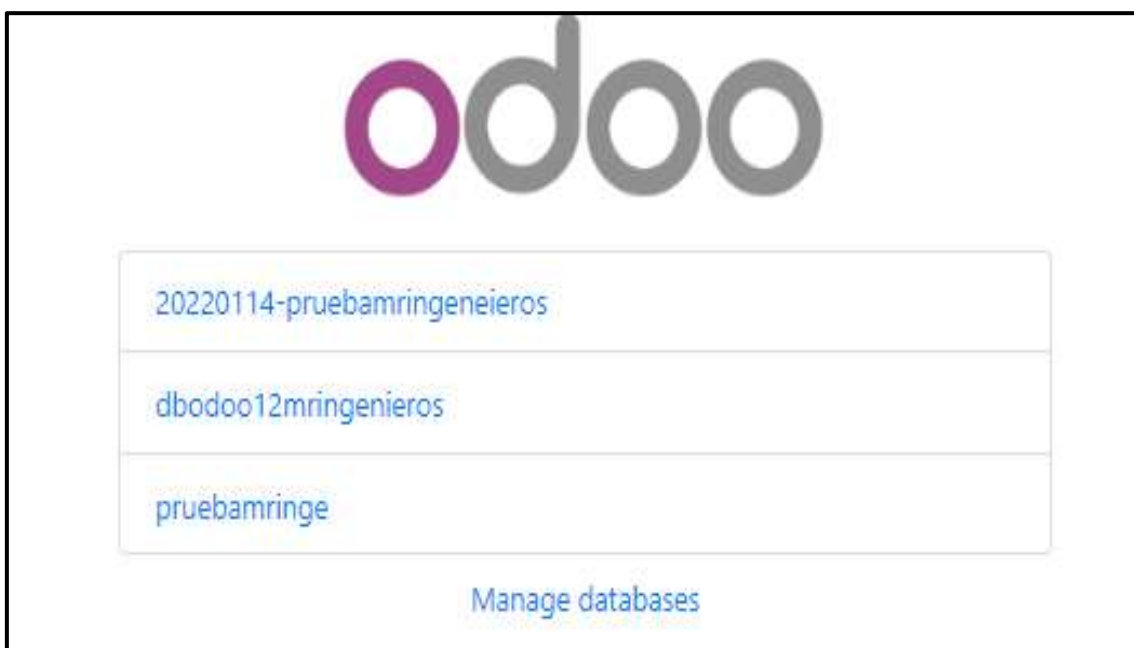 odoo
20220114-pruebamringeneieros
dbodoo12mringenieros
pruebamringe
Manage databases